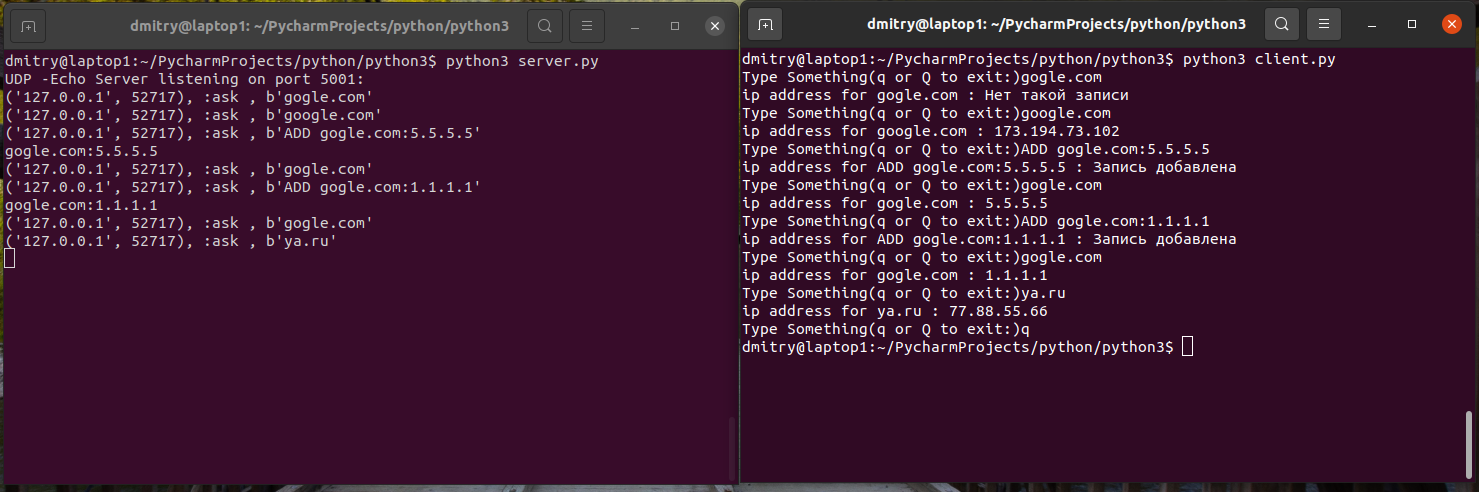 dmitry@laptop1: ~/PycharmProjects/python/python3
dmitry@laptop1:~/PycharmProjects/python/python3$ python3 server.py
UDP -Echo Server listening on port 5001:
('127.0.0.1', 52717), :ask , b'gogle.com'
('127.0.0.1', 52717), :ask , b'google.com'
('127.0.0.1', 52717), :ask , b'ADD gogle.com:5.5.5.5'
gogle.com:5.5.5.5
('127.0.0.1', 52717), :ask , b'gogle.com'
('127.0.0.1', 52717), :ask , b'ADD gogle.com:1.1.1.1'
gogle.com:1.1.1.1
('127.0.0.1', 52717), :ask , b'gogle.com'
('127.0.0.1', 52717), :ask , b'ya.ru'
dmitry@laptop1: ~/PycharmProjects/python/python3
dmitry@laptop1:~/PycharmProjects/python/python3$ python3 client.py
Type Something(q or Q to exit:)gogle.com
ip address for gogle.com : Нет такой записи
Type Something(q or Q to exit:)google.com
ip address for google.com : 173.194.73.102
Type Something(q or Q to exit:)ADD gogle.com:5.5.5.5
ip address for ADD gogle.com:5.5.5.5 : Запись добавлена
Type Something(q or Q to exit:)gogle.com
ip address for gogle.com : 5.5.5.5
Type Something(q or Q to exit:)ADD gogle.com:1.1.1.1
ip address for ADD gogle.com:1.1.1.1 : Запись добавлена
Type Something(q or Q to exit:)gogle.com
ip address for gogle.com : 1.1.1.1
Type Something(q or Q to exit:)ya.ru
ip address for ya.ru : 77.88.55.66
Type Something(q or Q to exit:)q
dmitry@laptop1:~/PycharmProjects/python/python3$